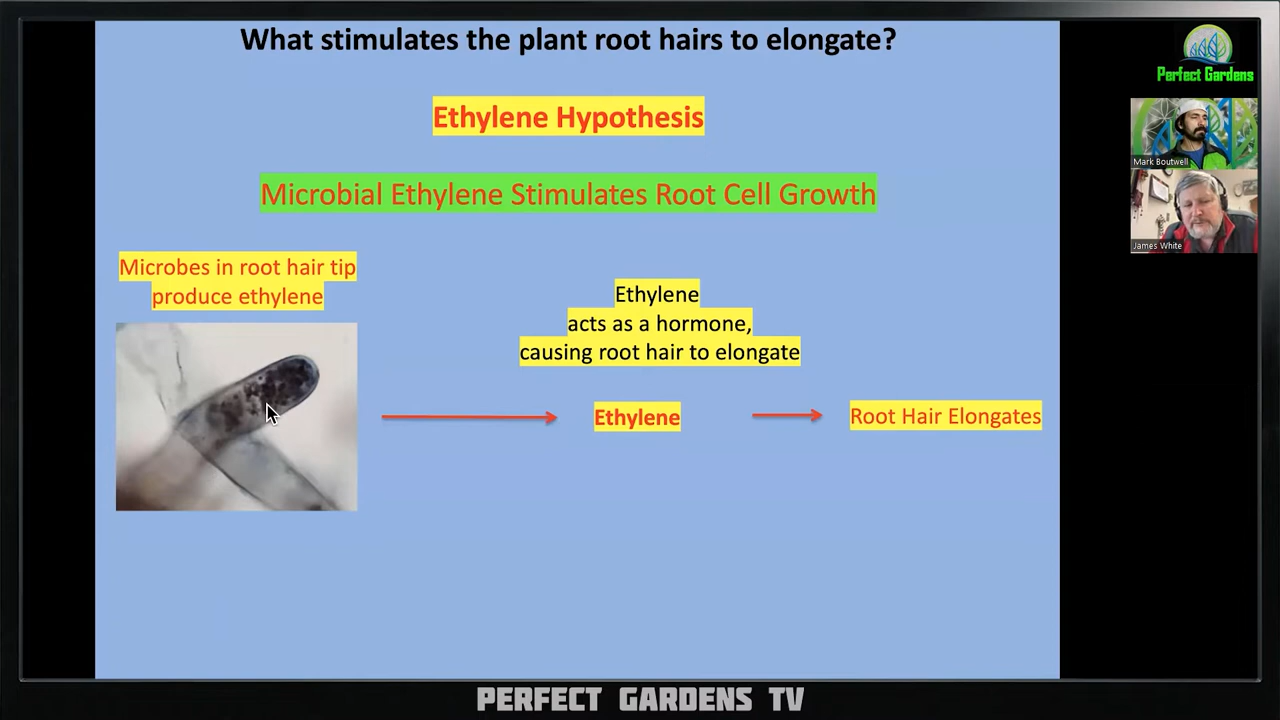 What stimulates the plant root hairs to elongate?
Ethylene Hypothesis
Microbial Ethylene Stimulates Root Cell Growth
Microbes in root hair tip
produce ethylene
Ethylene
acts as a hormone,
causing root hair to elongate
Ethylene
Root Hair Elongates
Perfect Gardens
Mark Boutwell
James White
PERFECT GARDENS TV